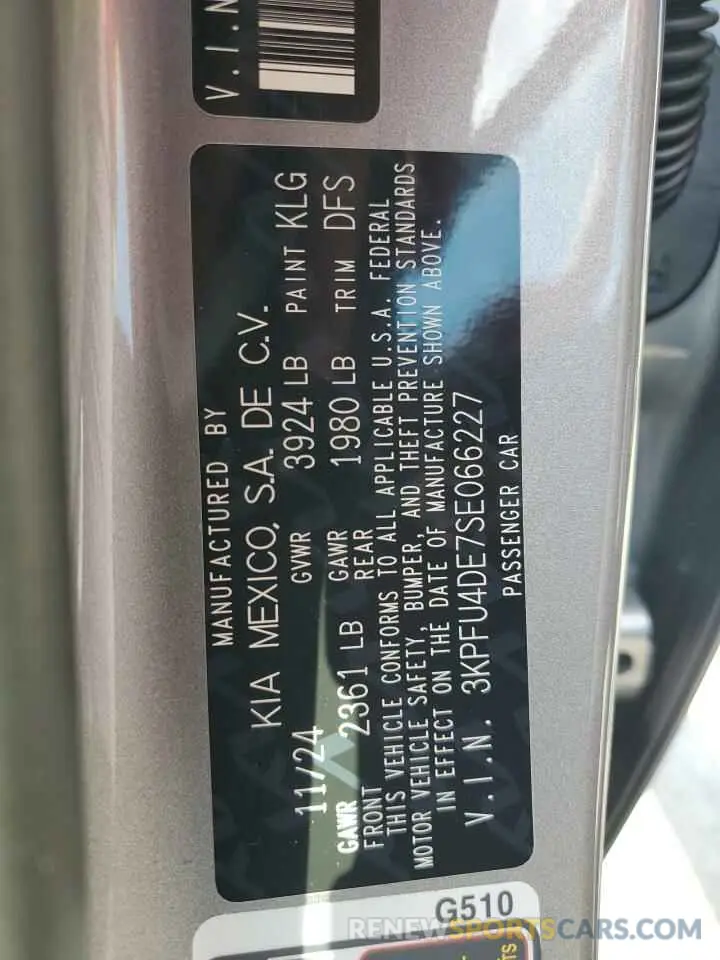 V.I.N
MANUFACTURED BY
KIA MEXICO, S.A. DE C.V.
11/24 GVWR 3924 LB PAINT KLG
GAWR FRONT 2361 LB GAWR REAR 1980 LB TRIM DFS
THIS VEHICLE CONFORMS TO ALL APPLICABLE U.S.A. FEDERAL
MOTOR VEHICLE SAFETY, BUMPER, AND THEFT PREVENTION STANDARDS
IN EFFECT ON THE DATE OF MANUFACTURE SHOWN ABOVE.
V.I.N. 3KPFU4DE7SE066227
PASSENGER CAR
G510
RENEWSPORTSCARS.COM